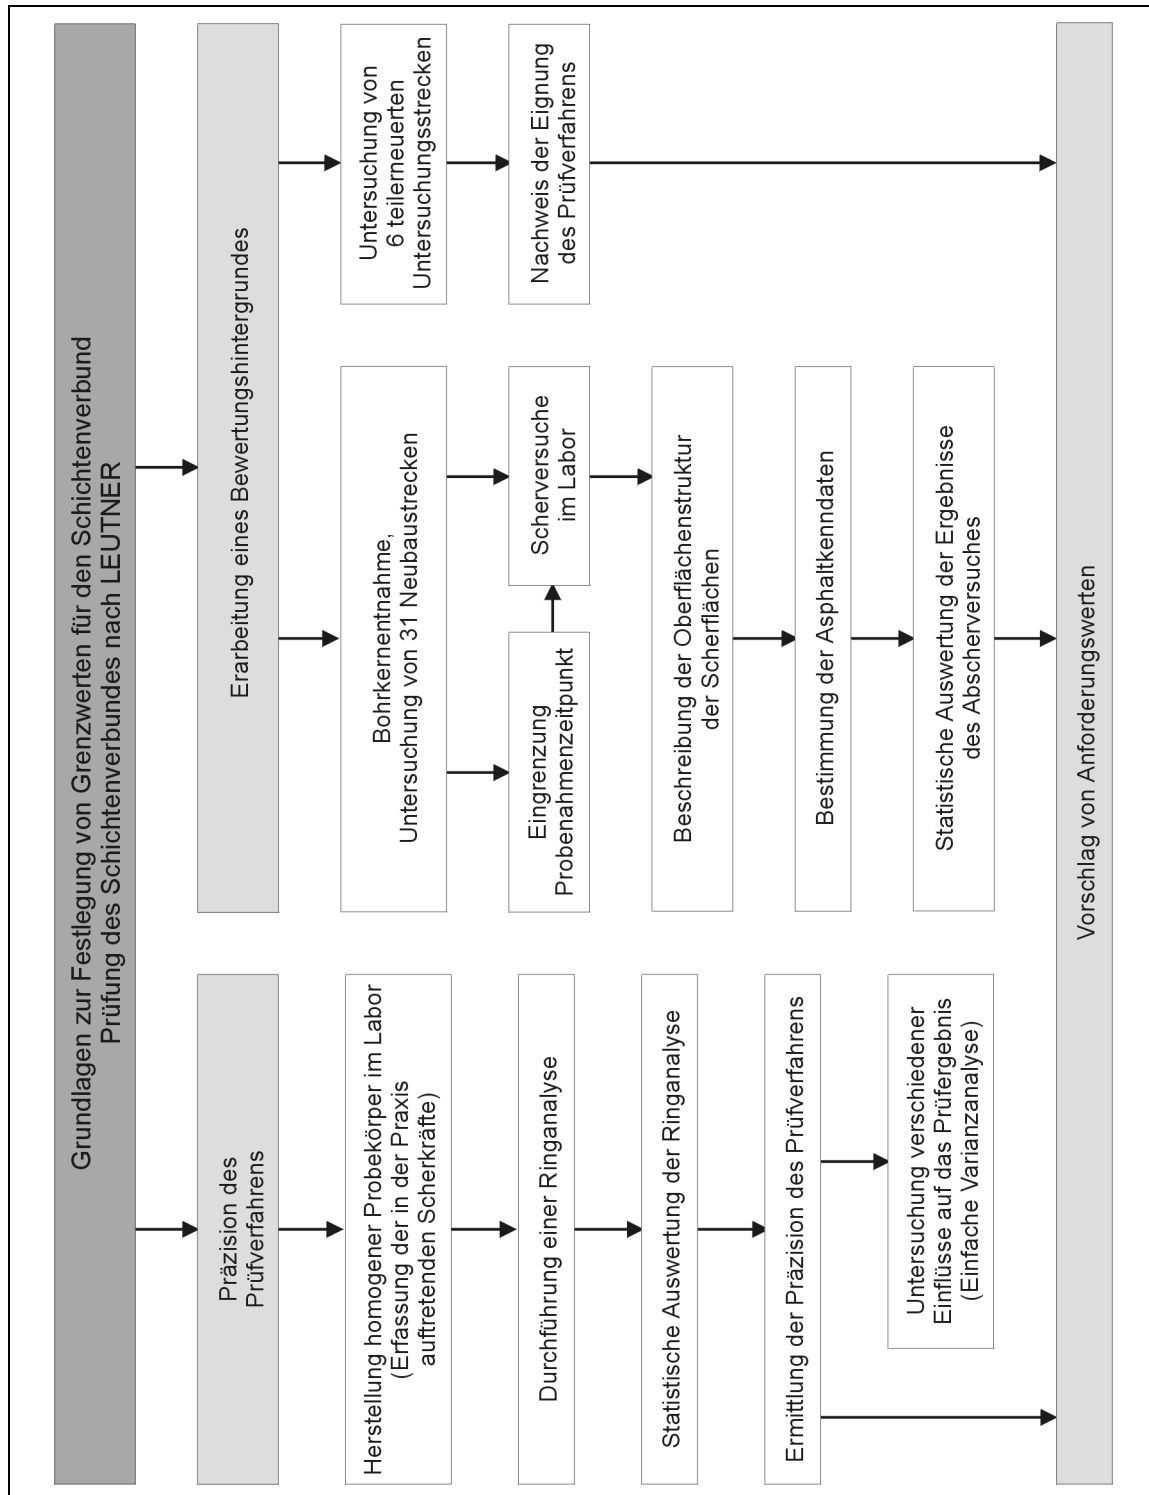 Grundlagen zur Festlegung von Grenzwerten für den Schichtenverbund
Prüfung des Schichtenverbundes nach LEUTNER
Präzision des
Prüfverfahrens
Herstellung homogener Probekörper im Labor
(Erfassung der in der Praxis
auftretenden Scherkräfte)
Durchführung einer Ringanalyse
Statistische Auswertung der Ringanalyse
Ermittlung der Präzision des Prüfverfahrens
Untersuchung verschiedener
Einflüsse auf das Prüfergebnis
(Einfache Varianzanalyse)
Erarbeitung eines Bewertungshintergrundes
Bohrkernentnahme,
Untersuchung von 31 Neubaustrecken
Eingrenzung
Probenahmenzeitpunkt
Scherversuche
im Labor
Beschreibung der Oberflächenstruktur
der Scherflächen
Bestimmung der Asphaltkenndaten
Statistische Auswertung der Ergebnisse
des Abscherversuches
Untersuchung von
6 teilerneuerten
Untersuchungsstrecken
Nachweis der Eignung
des Prüfverfahrens
Vorschlag von Anforderungswerten